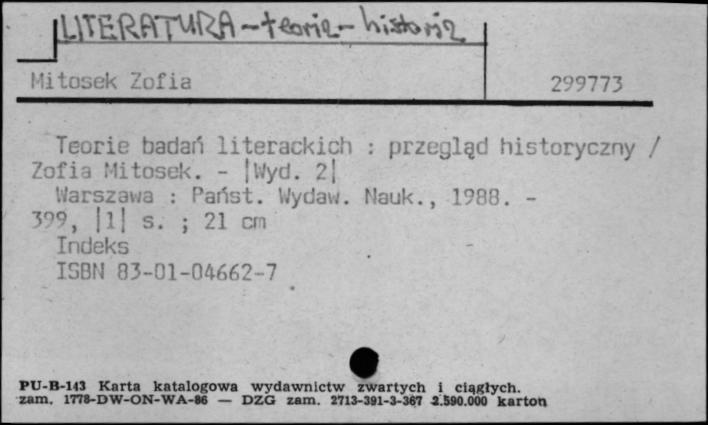 LITERATURA - teoria - historia
Mitosek Zofia 299773
Teorie badań literackich : przegląd historyczny /
Zofia Mitosek. - |Wyd. 2|
Warszawa : Państ. Wydaw. Nauk., 1988. -
399, |1| s. ; 21 cm
Indeks
ISBN 83-01-04662-7
PU-B-143 Karta katalogowa wydawnictw zwartych i ciągłych.
zam. 1778-DW-ON-WA-86 — DZG zam. 2713-391-3-367 2.590.000 karton